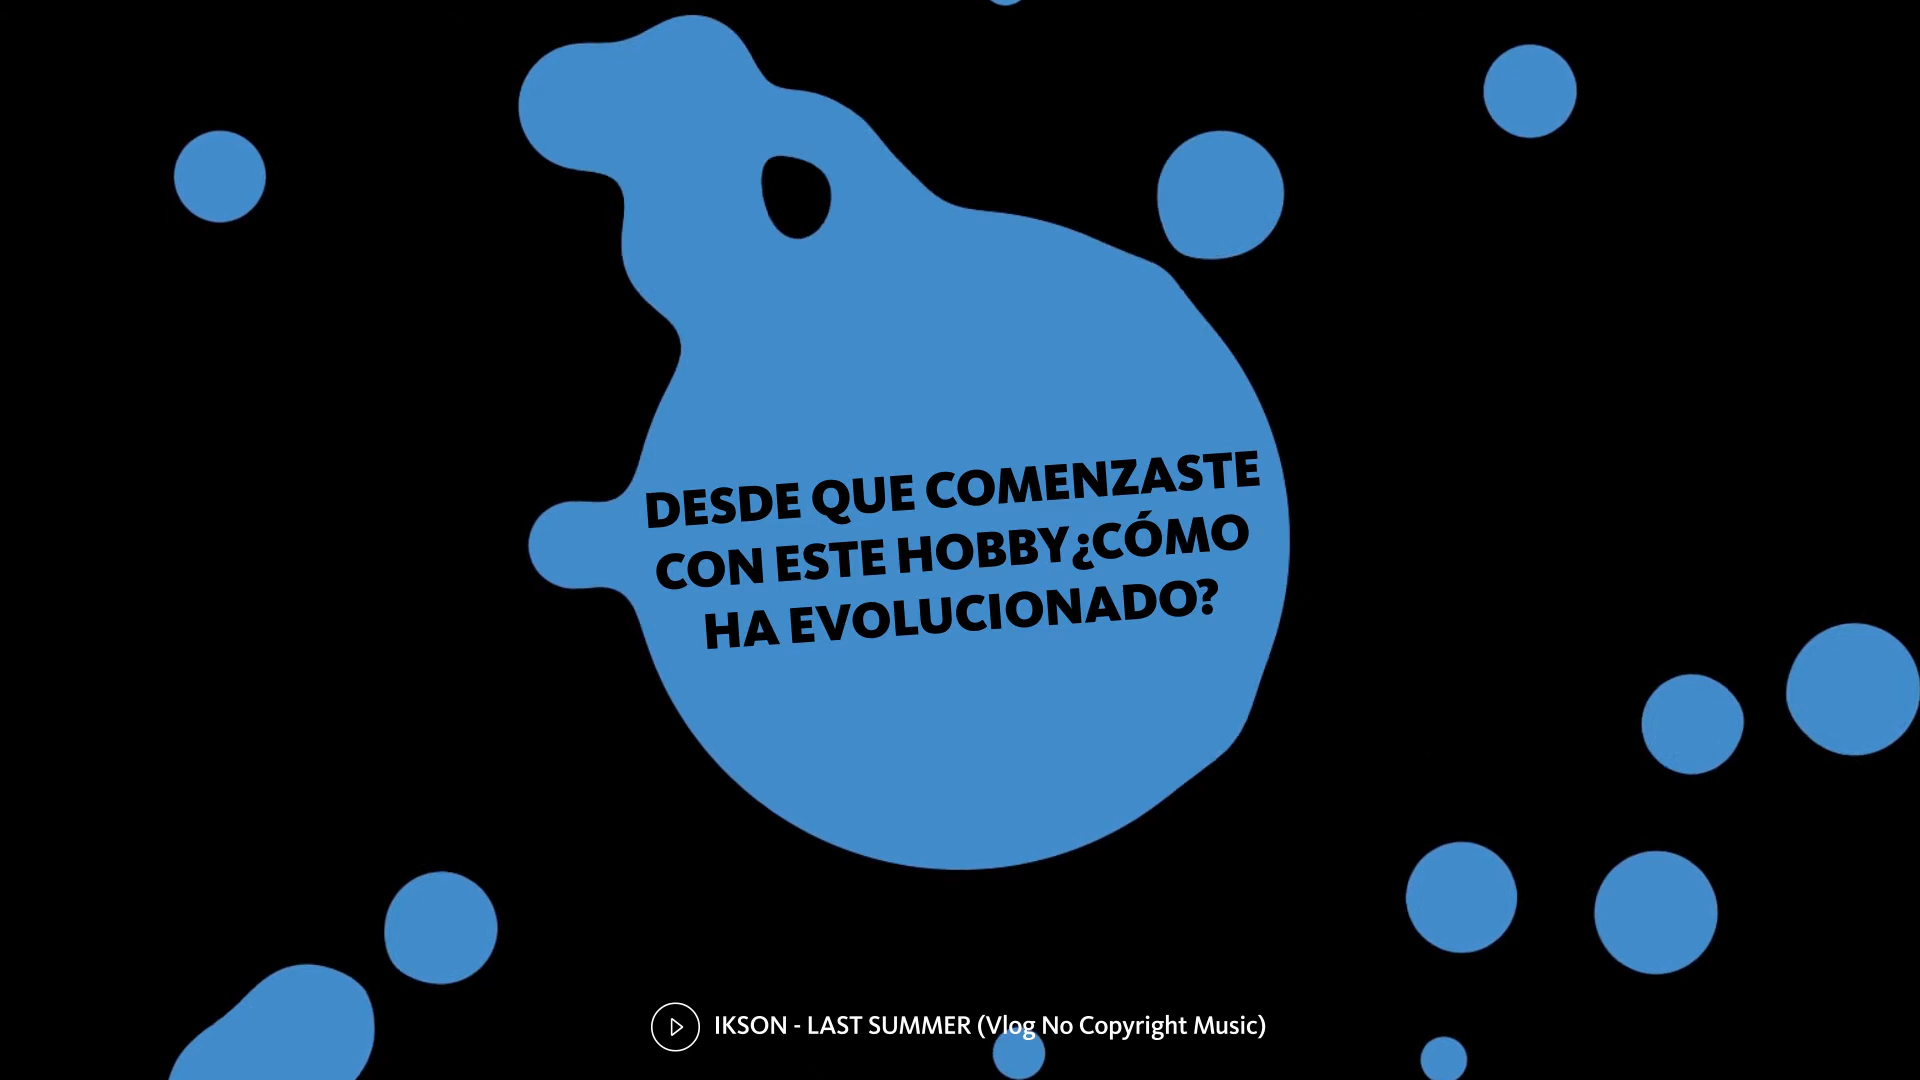 DESDE QUE COMENZASTE
CON ESTE HOBBY¿CÓMO
HA EVOLUCIONADO?
IKSON - LAST SUMMER (Vlog No Copyright Music)